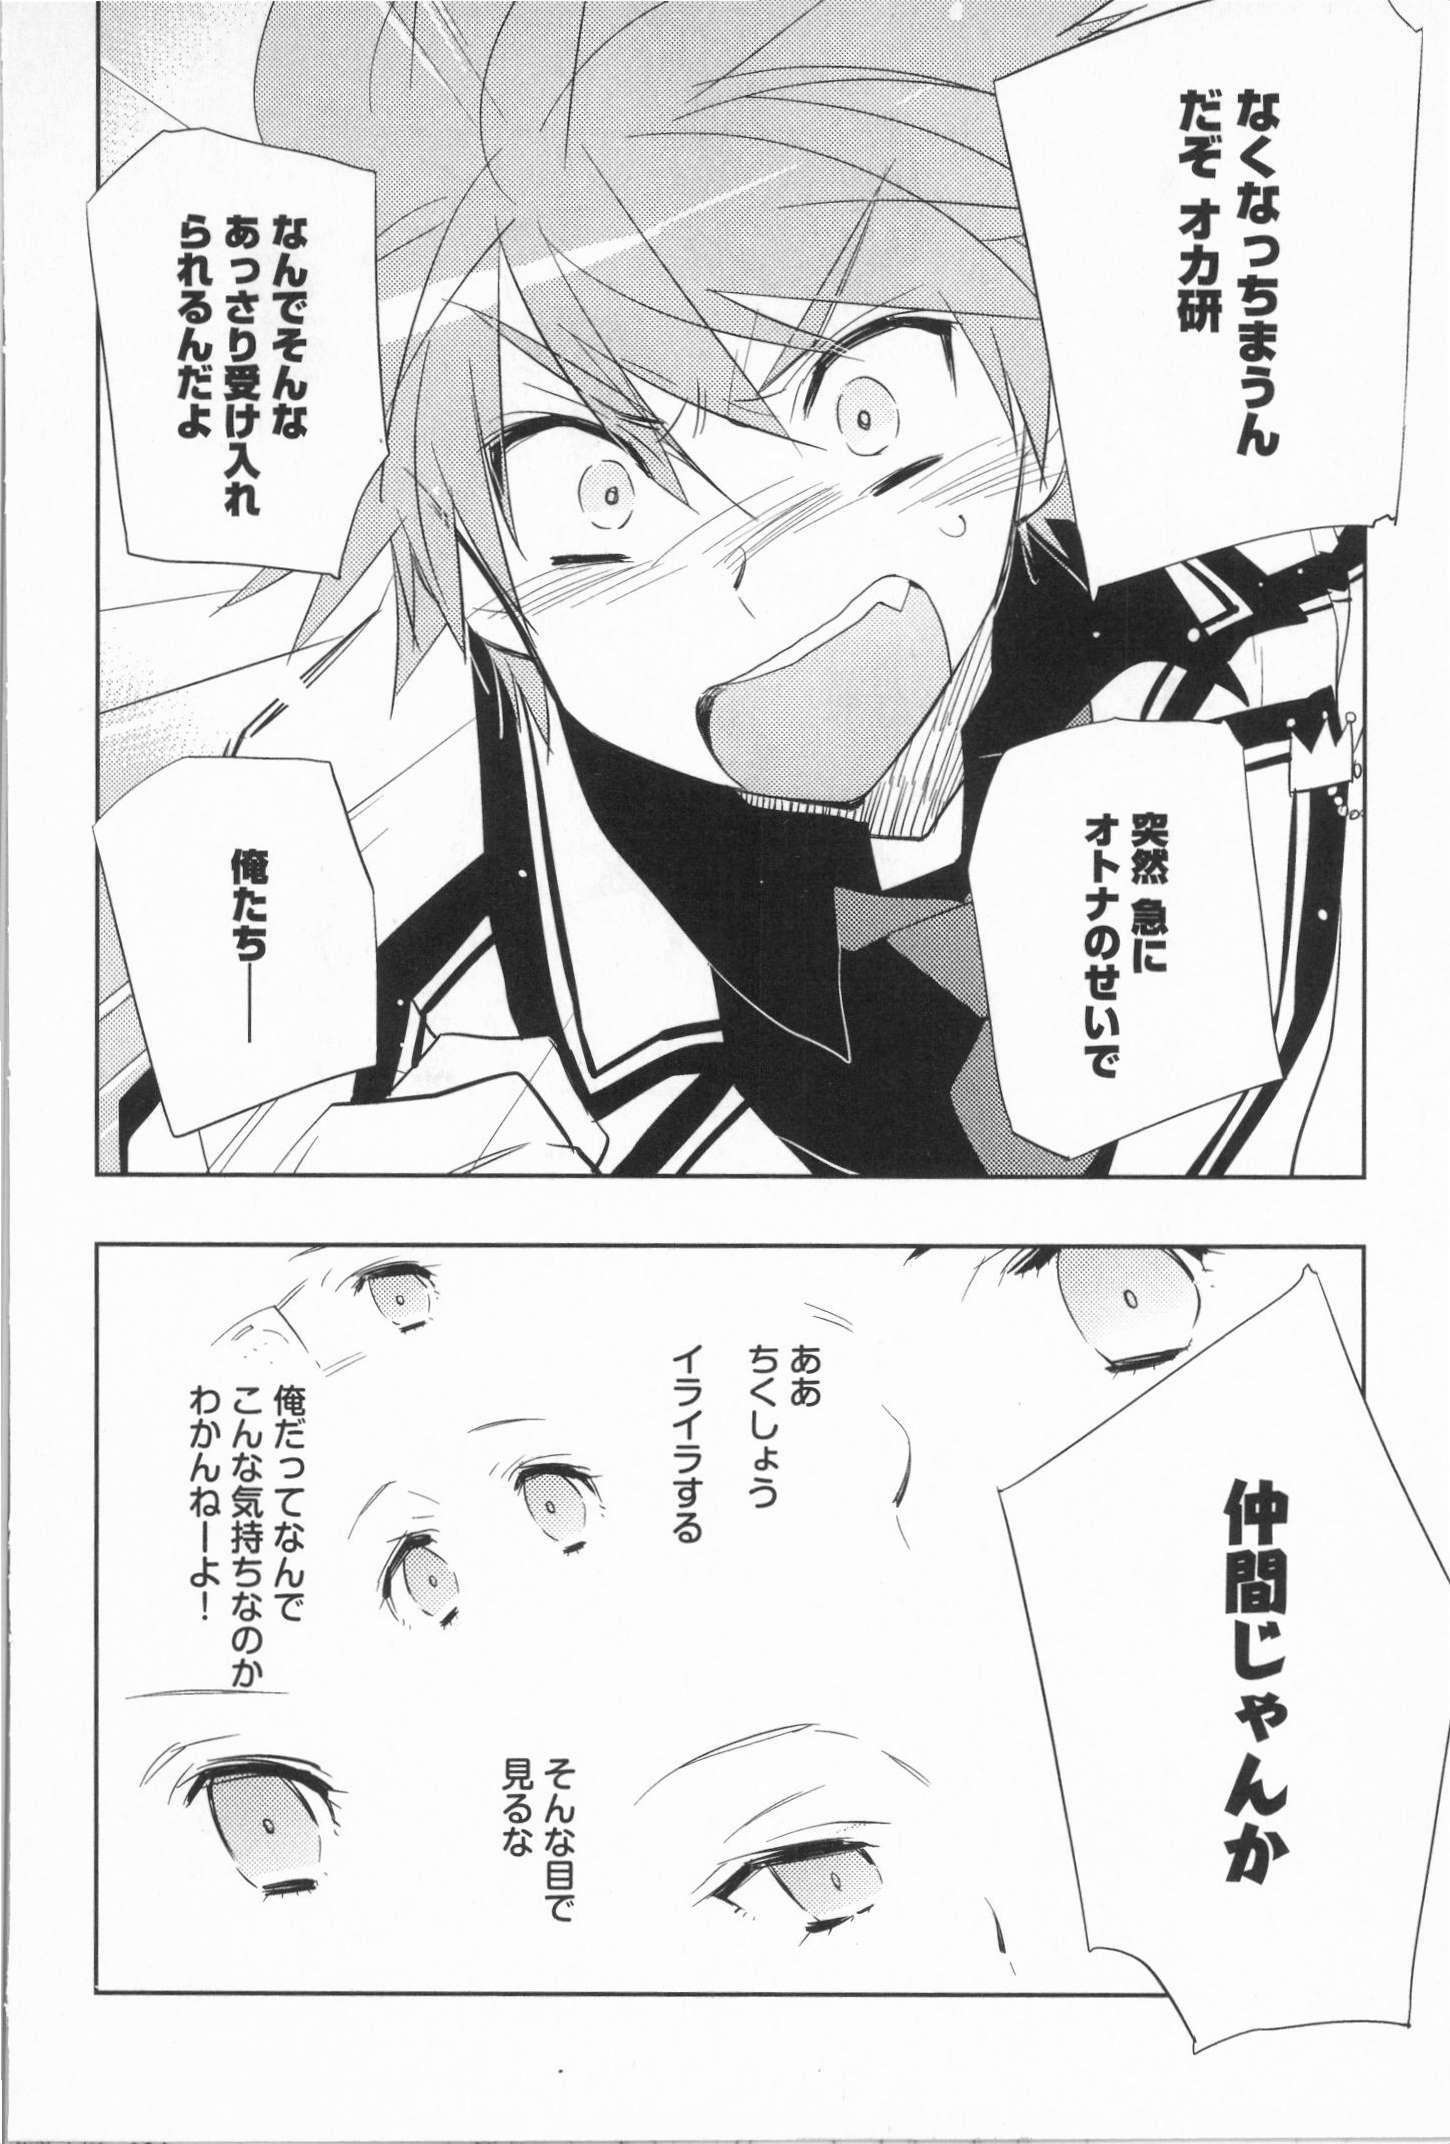 なくなっちまうん
だぞ オカ研
突然 急に
オトナのせいで
なんでそんな
あっさり受け入れ
られるんだよ
俺たち──
仲間じゃんか
ああ
ちくしょう
イライラする
そんな目で
見るな
俺だってなんで
こんな気持ちなのか
わかんねーよ!